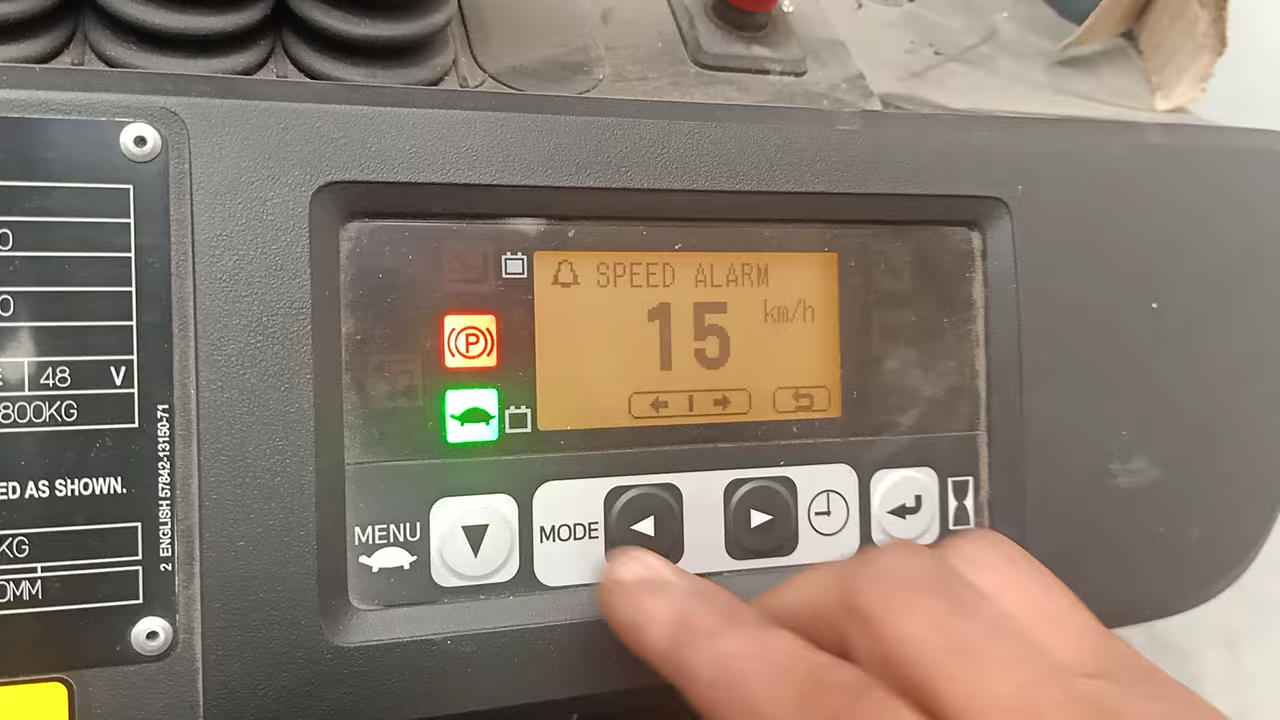 0
0
48 V
800KG
ED AS SHOWN.
KG
0MM
2 ENGLISH 57842-13150-71
SPEED ALARM
15 km/h
P
MENU
MODE